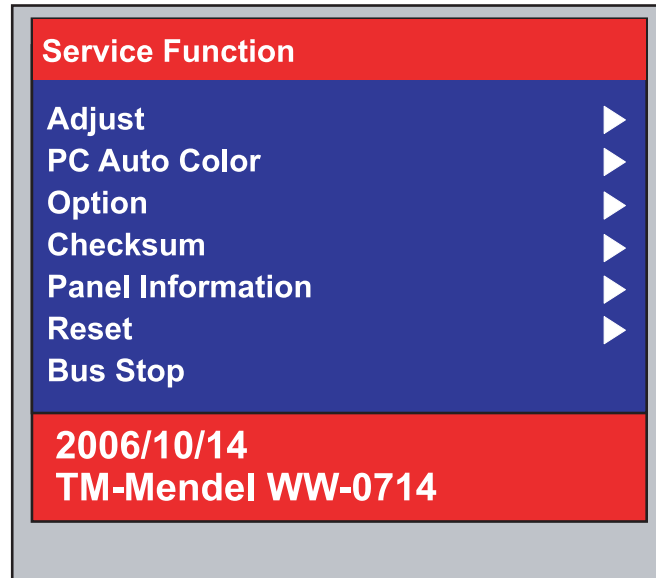 Service Function
Adjust
PC Auto Color
Option
Checksum
Panel Information
Reset
Bus Stop
2006/10/14
TM-Mendel WW-0714